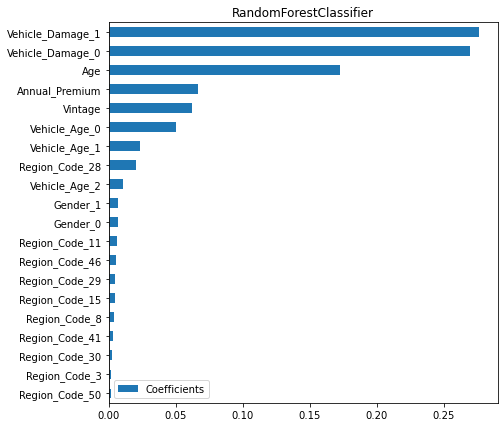 RandomForestClassifier
Vehicle_Damage_1
Vehicle_Damage_0
Age
Annual_Premium
Vintage
Vehicle_Age_0
Vehicle_Age_1
Region_Code_28
Vehicle_Age_2
Gender_1
Gender_0
Region_Code_11
Region_Code_46
Region_Code_29
Region_Code_15
Region_Code_8
Region_Code_41
Region_Code_30
Region_Code_3
Region_Code_50
Coefficients
0.00 0.05 0.10 0.15 0.20 0.25